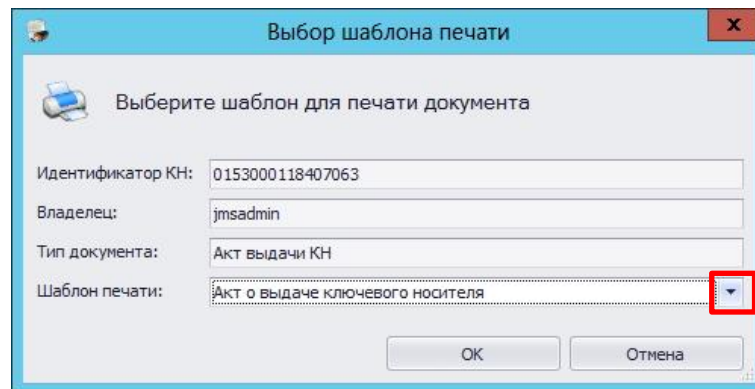 Выбор шаблона печати
x
Выберите шаблон для печати документа
Идентификатор КН: 0153000118407063
Владелец: jmsadmin
Тип документа: Акт выдачи КН
Шаблон печати: Акт о выдаче ключевого носителя
OK Отмена